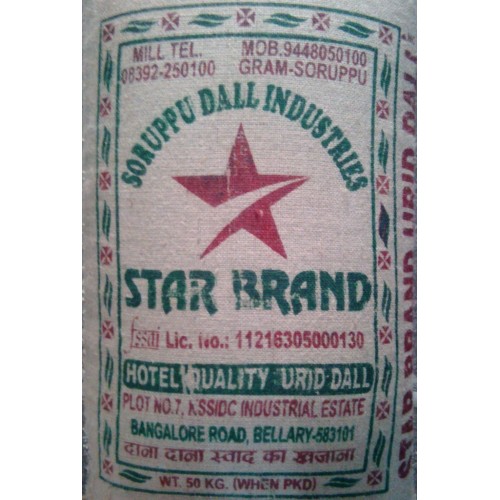 MILL TEL. MOB.9448050100
08392-250100 GRAM-SORUPPU
SORUPPU DALL INDUSTRIES
STAR BRAND
fssai Lic. No.: 11216305000130
HOTEL QUALITY URID DALL
PLOT NO.7, KSSIDC INDUSTRIAL ESTATE
BANGALORE ROAD, BELLARY-583101
दाना दाना स्वाद का खजाना
WT. 50 KG. (WHEN PKD)
STAR BRAND URID DALL